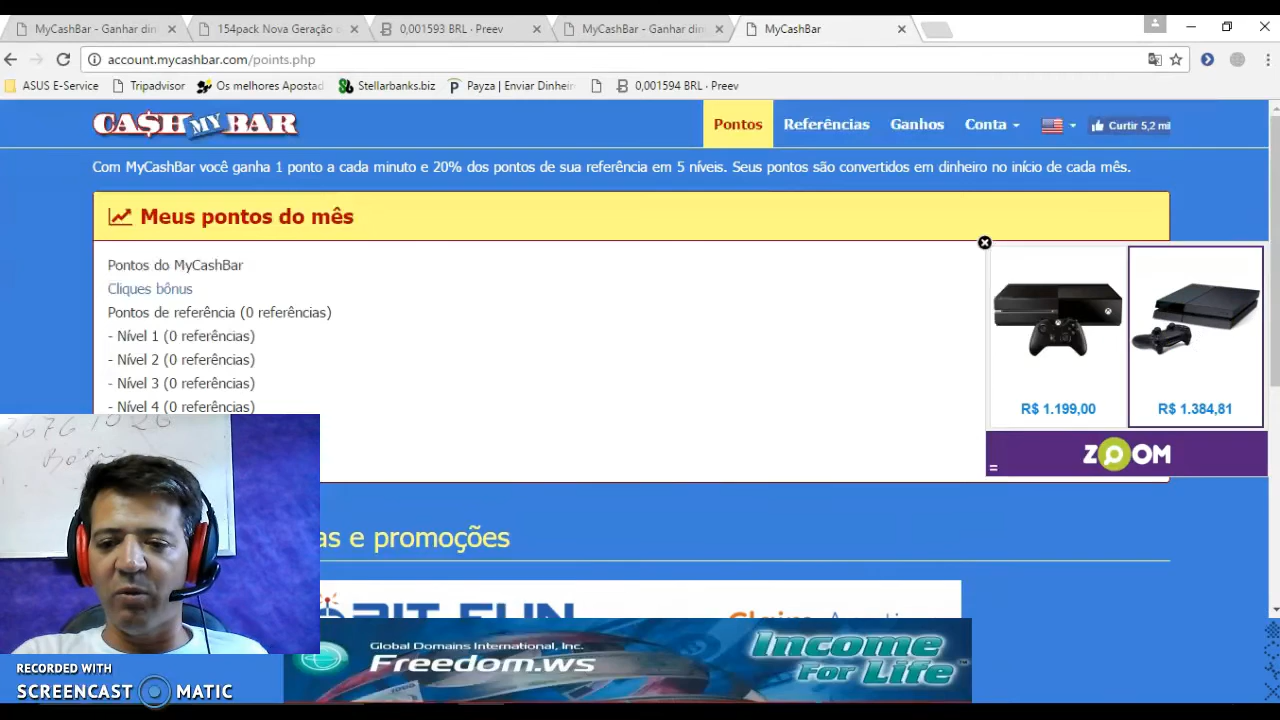 MyCashBar - Ganhar din
154pack Nova Geração d
0,001593 BRL - Preev
MyCashBar - Ganhar din
MyCashBar
account.mycashbar.com/points.php
ASUS E-Service
Tripadvisor
Os melhores Apostad
Stellarbanks.biz
Payza | Enviar Dinheir
0,001594 BRL - Preev
CA$H MY BAR
Pontos
Referências
Ganhos
Conta
Curtir 5,2 mil
Com MyCashBar você ganha 1 ponto a cada minuto e 20% dos pontos de sua referência em 5 níveis. Seus pontos são convertidos em dinheiro no início de cada mês.
Meus pontos do mês
Pontos do MyCashBar
Cliques bônus
Pontos de referência (0 referências)
- Nível 1 (0 referências)
- Nível 2 (0 referências)
- Nível 3 (0 referências)
- Nível 4 (0 referências)
R$ 1.199,00
R$ 1.384,81
ZOOM
as e promoções
Global Domains International, Inc.
Freedom.ws
Income
For Life
RECORDED WITH
SCREENCAST MATIC